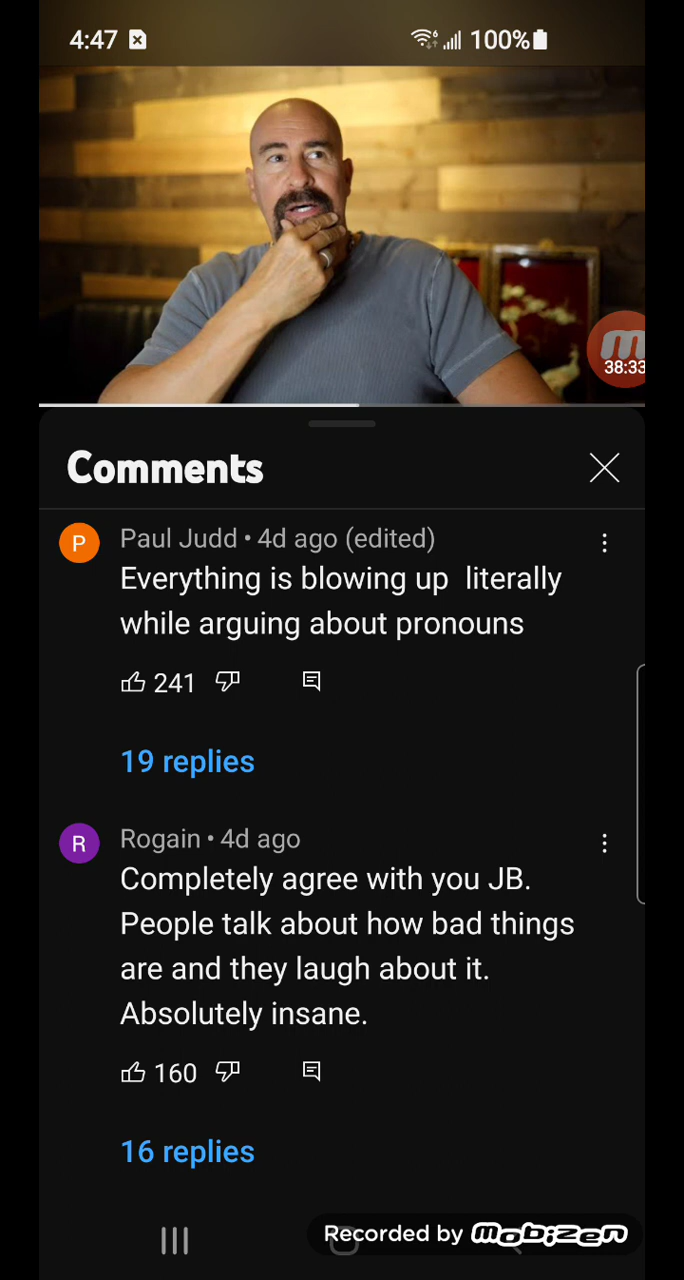 4:47 100%
38:33
Comments
P Paul Judd • 4d ago (edited)
Everything is blowing up  literally
while arguing about pronouns
241
19 replies
R Rogain • 4d ago
Completely agree with you JB.
People talk about how bad things
are and they laugh about it.
Absolutely insane.
160
16 replies
Recorded by mobizen